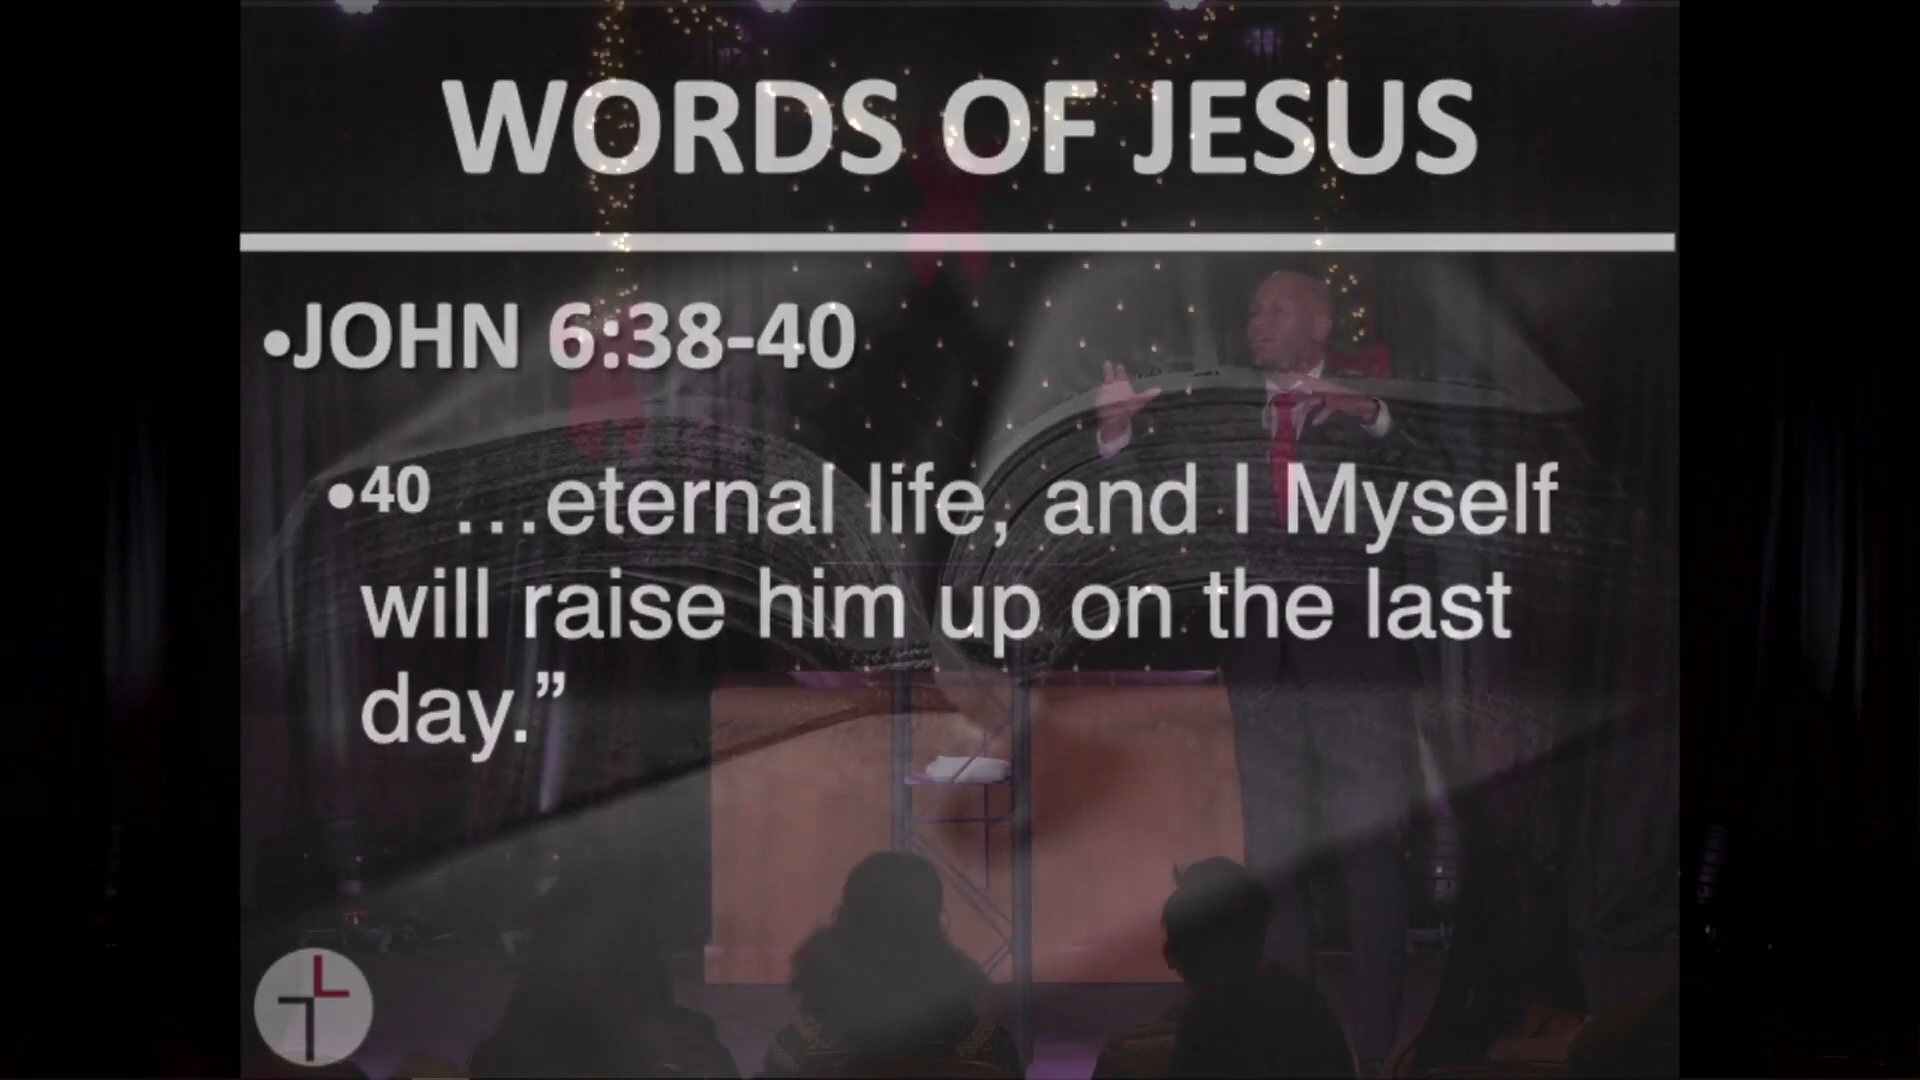 WORDS OF JESUS
•JOHN 6:38-40
•40 …eternal life, and I Myself
will raise him up on the last
day.”